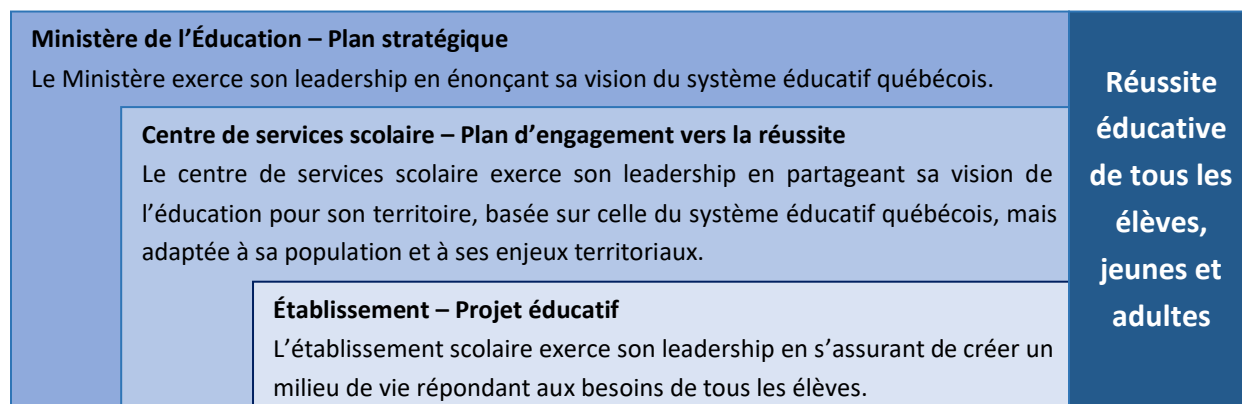 Ministère de l’Éducation – Plan stratégique
Le Ministère exerce son leadership en énonçant sa vision du système éducatif québécois.
Centre de services scolaire – Plan d’engagement vers la réussite
Le centre de services scolaire exerce son leadership en partageant sa vision de
l’éducation pour son territoire, basée sur celle du système éducatif québécois, mais
adaptée à sa population et à ses enjeux territoriaux.
Établissement – Projet éducatif
L’établissement scolaire exerce son leadership en s’assurant de créer un
milieu de vie répondant aux besoins de tous les élèves.
Réussite
éducative
de tous les
élèves,
jeunes et
adultes